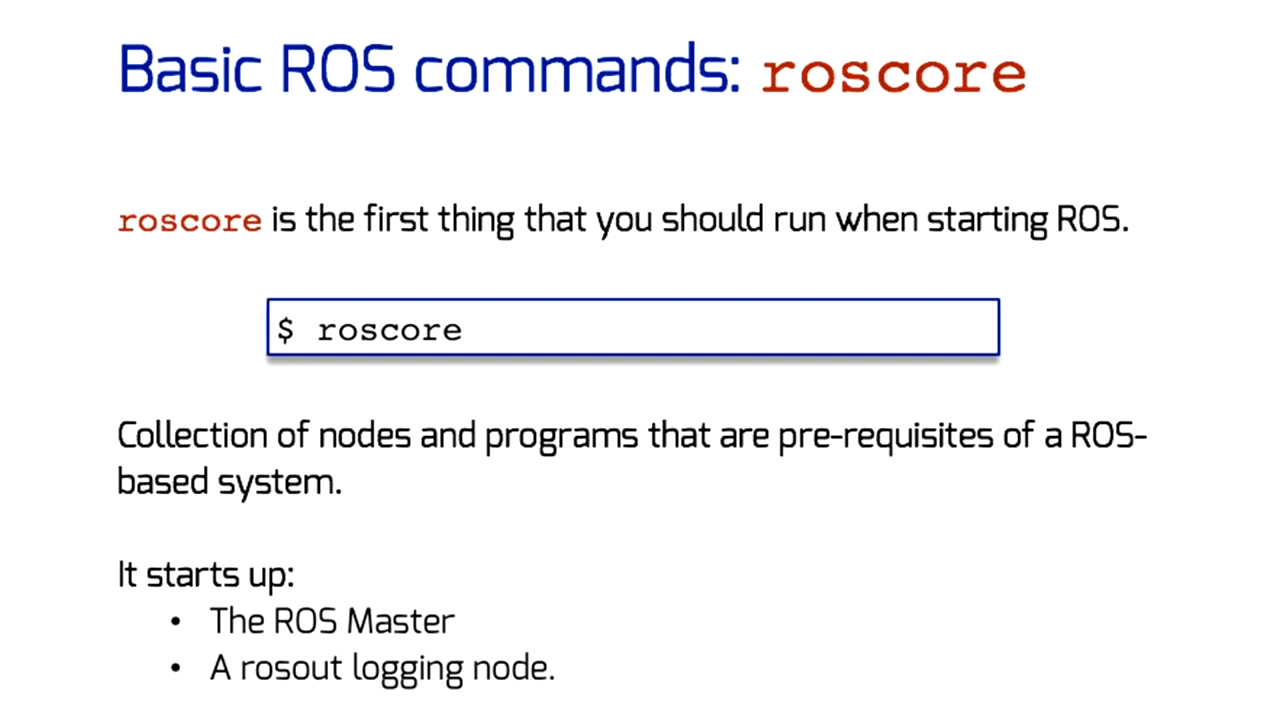 Basic ROS commands: roscore
roscore is the first thing that you should run when starting ROS.
$ roscore
Collection of nodes and programs that are pre-requisites of a ROS-
based system.
It starts up:
• The ROS Master
• A rosout logging node.